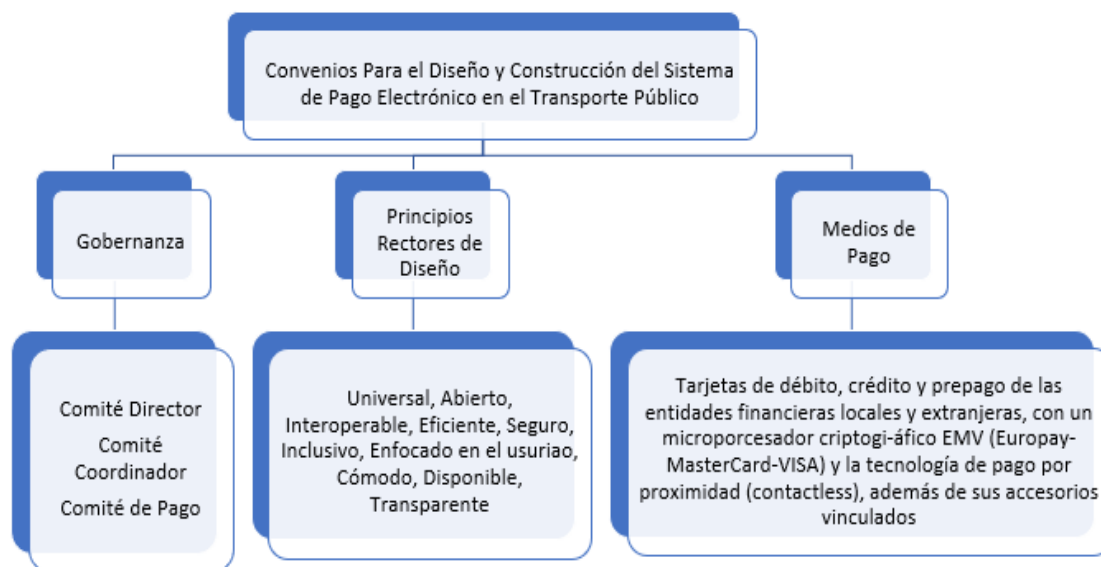 Convenios Para el Diseño y Construcción del Sistema
de Pago Electrónico en el Transporte Público
Gobernanza
Principios
Rectores de
Diseño
Medios de
Pago
Comité Director
Comité
Coordinador
Comité de Pago
Universal, Abierto,
Interoperable, Eficiente, Seguro,
Inclusivo, Enfocado en el usuriao,
Cómodo, Disponible,
Transparente
Tarjetas de débito, crédito y prepago de las
entidades financieras locales y extranjeras, con un
microporcesador criptogi-áfico EMV (Europay-
MasterCard-VISA) y la tecnología de pago por
proximidad (contactless), además de sus accesorios
vinculados